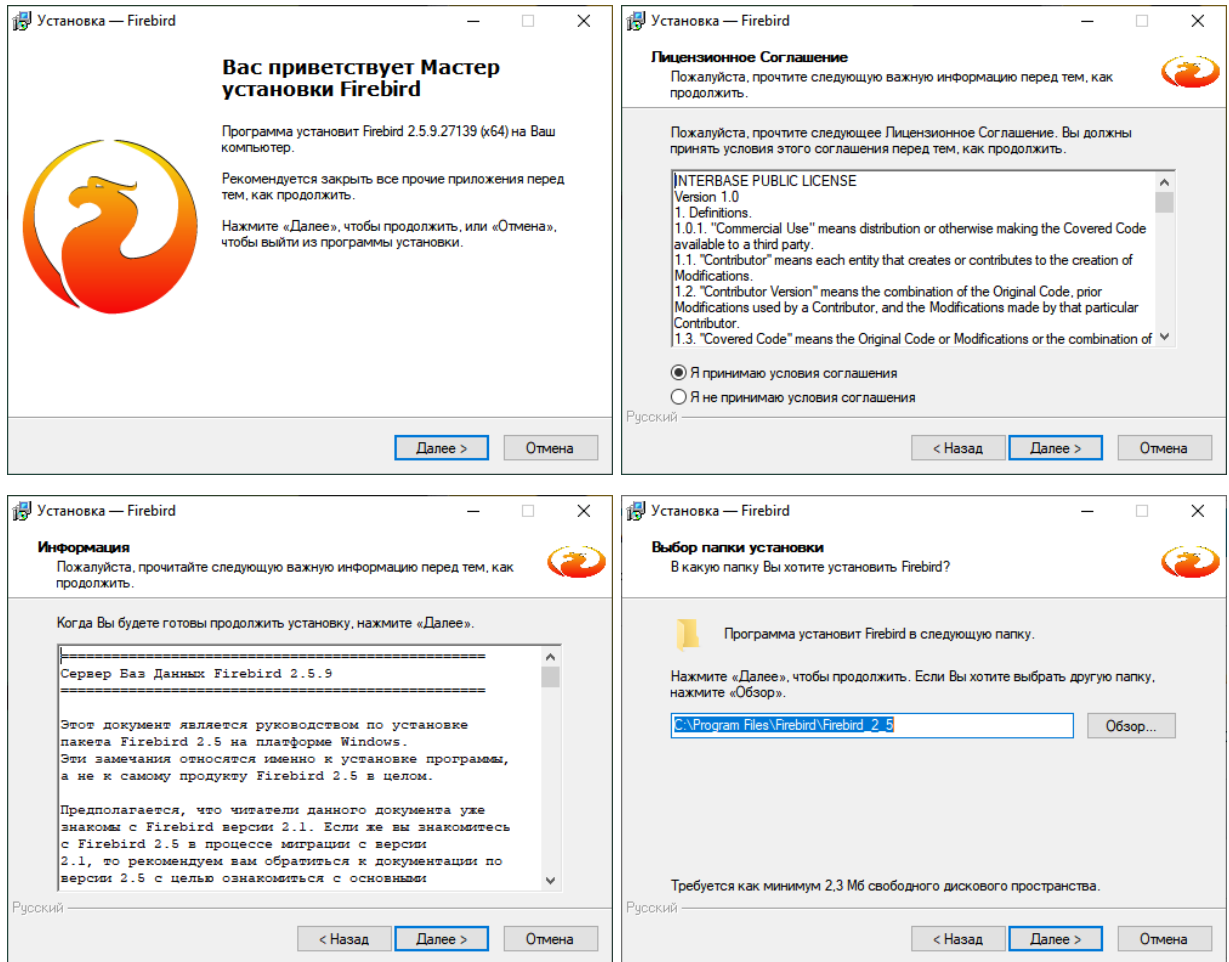 Установка — Firebird
Вас приветствует Мастер
установки Firebird
Программа установит Firebird 2.5.9.27139 (x64) на Ваш
компьютер.
Рекомендуется закрыть все прочие приложения перед
тем, как продолжить.
Нажмите «Далее», чтобы продолжить, или «Отмена»,
чтобы выйти из программы установки.
Далее >
Отмена
Установка — Firebird
Лицензионное Соглашение
Пожалуйста, прочтите следующую важную информацию перед тем, как
продолжить.
Пожалуйста, прочтите следующее Лицензионное Соглашение. Вы должны
принять условия этого соглашения перед тем, как продолжить.
INTERBASE PUBLIC LICENSE
Version 1.0
1. Definitions.
1.0.1. "Commercial Use" means distribution or otherwise making the Covered Code
available to a third party.
1.1. "Contributor" means each entity that creates or contributes to the creation of
Modifications.
1.2. "Contributor Version" means the combination of the Original Code, prior
Modifications used by a Contributor, and the Modifications made by that particular
Contributor.
1.3. "Covered Code" means the Original Code or Modifications or the combination of
Я принимаю условия соглашения
Я не принимаю условия соглашения
Русский
< Назад
Далее >
Отмена
Установка — Firebird
Информация
Пожалуйста, прочитайте следующую важную информацию перед тем, как
продолжить.
Когда Вы будете готовы продолжить установку, нажмите «Далее».
==================================================
Сервер Баз Данных Firebird 2.5.9
==================================================
Этот документ является руководством по установке
пакета Firebird 2.5 на платформе Windows.
Эти замечания относятся именно к установке программы,
а не к самому продукту Firebird 2.5 в целом.
Предполагается, что читатели данного документа уже
знакомы с Firebird версии 2.1. Если же вы знакомитесь
с Firebird 2.5 в процессе миграции с версии
2.1, то рекомендуем вам обратиться к документации по
версии 2.5 с целью ознакомиться с основными
Русский
< Назад
Далее >
Отмена
Установка — Firebird
Выбор папки установки
В какую папку Вы хотите установить Firebird?
Программа установит Firebird в следующую папку.
Нажмите «Далее», чтобы продолжить. Если Вы хотите выбрать другую папку,
нажмите «Обзор».
C:\Program Files\Firebird\Firebird_2_5
Обзор...
Требуется как минимум 2,3 Мб свободного дискового пространства.
Русский
< Назад
Далее >
Отмена